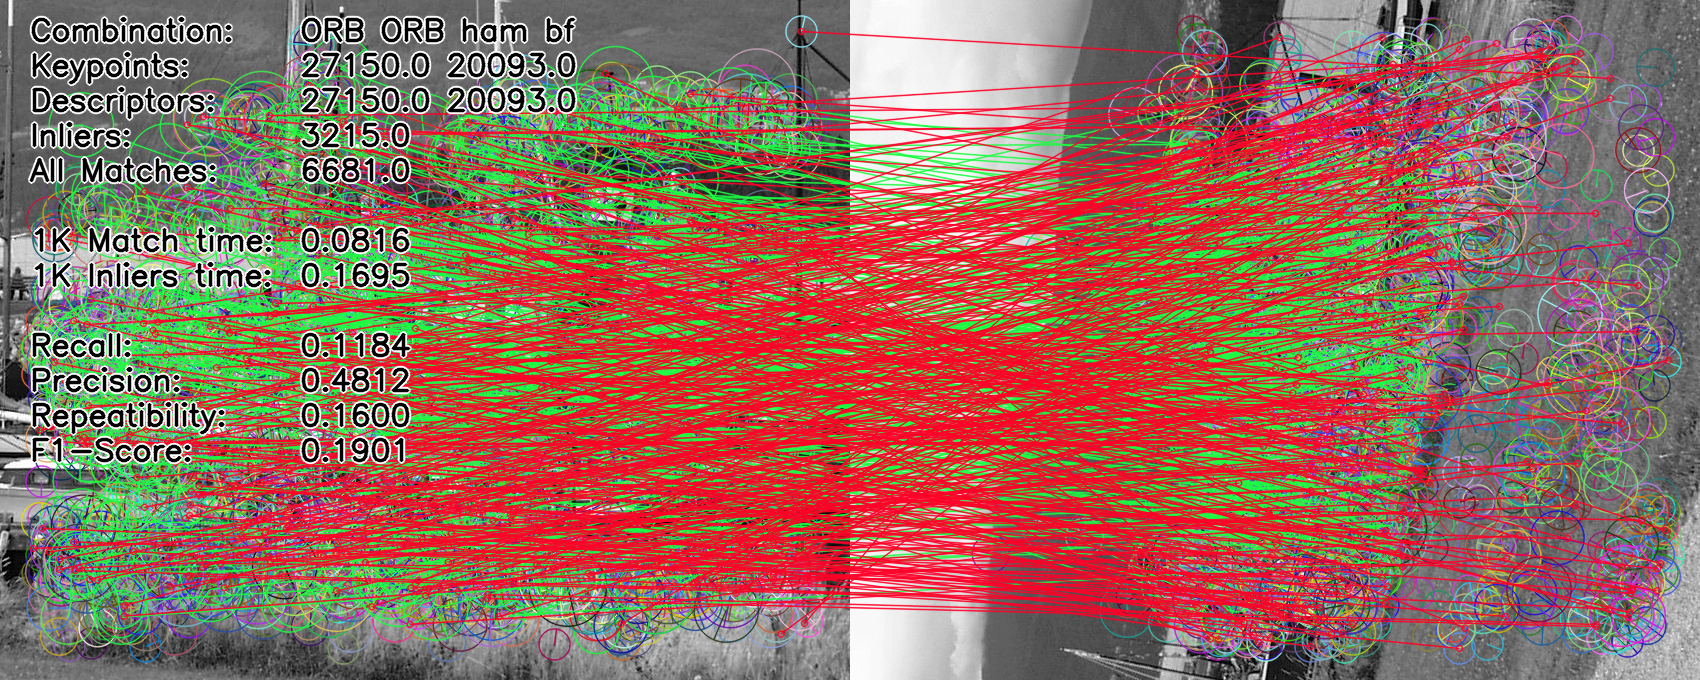 Combination: ORB ORB ham bf
Keypoints: 27150.0 20093.0
Descriptors: 27150.0 20093.0
Inliers: 3215.0
All Matches: 6681.0
1K Match time: 0.0816
1K Inliers time: 0.1695
Recall: 0.1184
Precision: 0.4812
Repeatibility: 0.1600
F1-Score: 0.1901